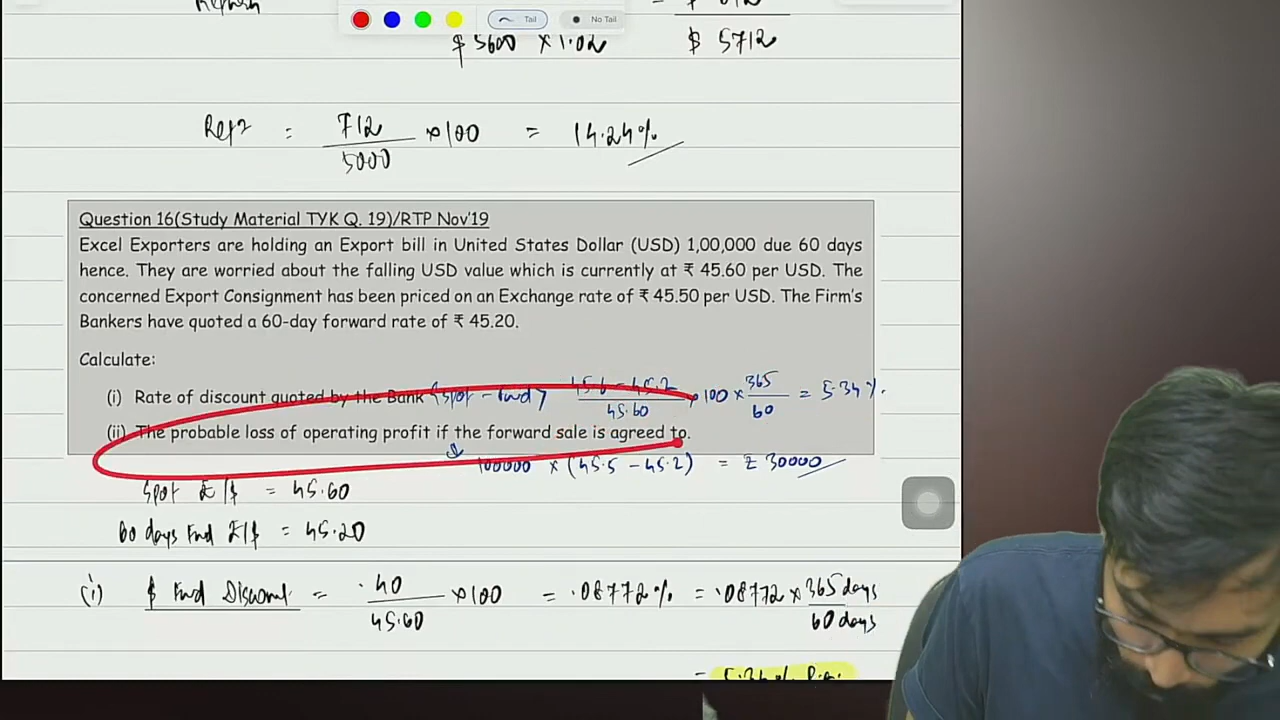 Tail
No Tail
$ 5600 × 1.02
$ 5712
= 712/5000 × 100 = 14.24%
Question 16(Study Material TYK Q. 19)/RTP Nov'19
Excel Exporters are holding an Export bill in United States Dollar (USD) 1,00,000 due 60 days
hence. They are worried about the falling USD value which is currently at ₹ 45.60 per USD. The
concerned Export Consignment has been priced on an Exchange rate of ₹ 45.50 per USD. The Firm's
Bankers have quoted a 60-day forward rate of ₹ 45.20.
Calculate:
(i) Rate of discount quoted by the Bank (spot - fwd) 45.6 - 45.2/45.60 × 100 × 365/60 = 5.34%.
(ii) The probable loss of operating profit if the forward sale is agreed to.
100000 × (45.5 - 45.2) = ₹ 30000
Spot ₹/$ = 45.60
60 days Fwd ₹/$ = 45.20
(i) $ Fwd Discount = .40/45.60 × 100 = .08772% = .08772 × 365 days/60 days